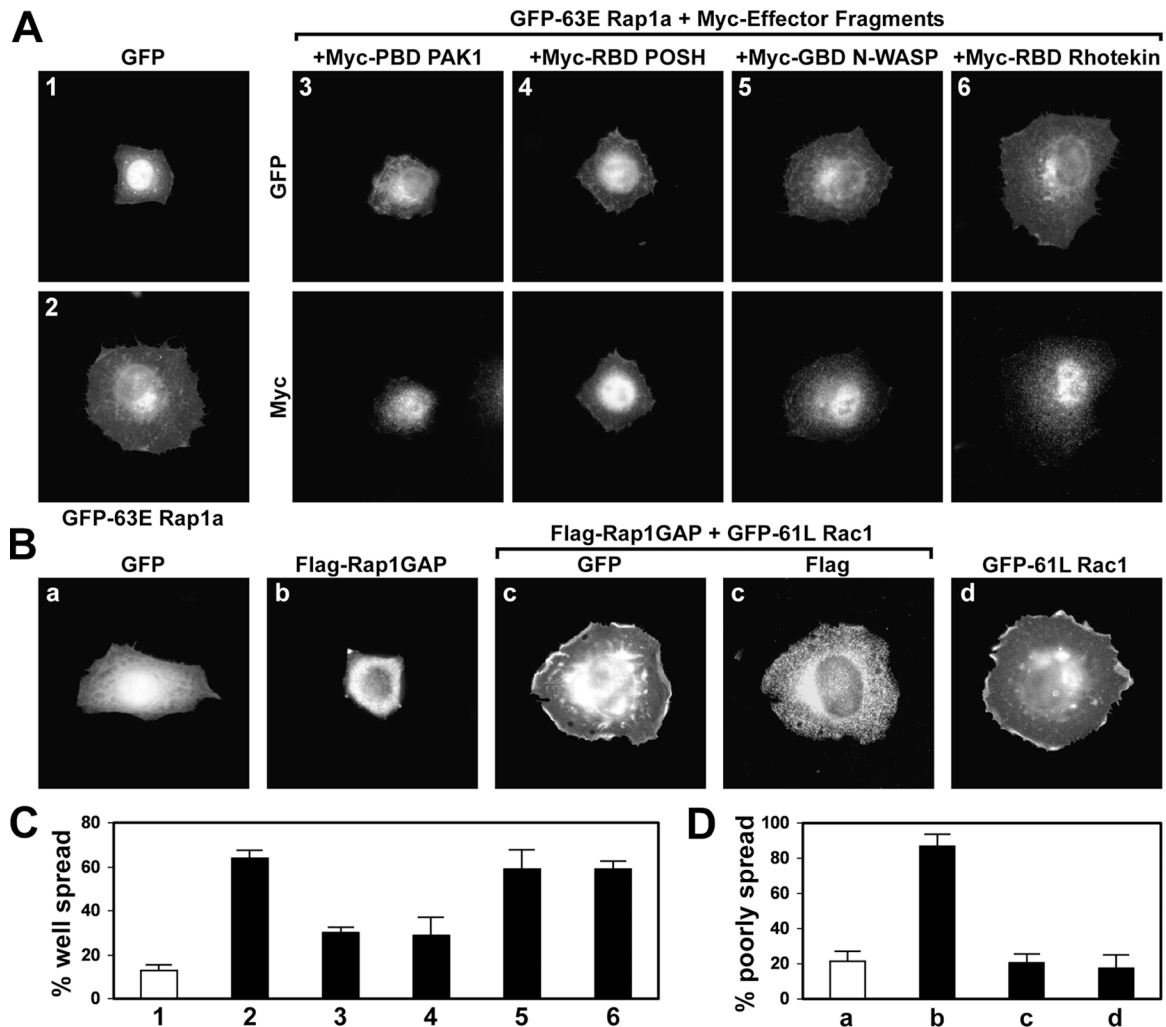 A
GFP-63E Rap1a + Myc-Effector Fragments
GFP
+Myc-PBD PAK1
+Myc-RBD POSH
+Myc-GBD N-WASP
+Myc-RBD Rhotekin
1
3
4
5
6
GFP
2
Myc
GFP-63E Rap1a
B
Flag-Rap1GAP + GFP-61L Rac1
GFP
Flag-Rap1GAP
GFP
Flag
GFP-61L Rac1
a
b
c
c
d
C
% well spread
80
60
40
20
0
1
2
3
4
5
6
D
% poorly spread
100
80
60
40
20
0
a
b
c
d